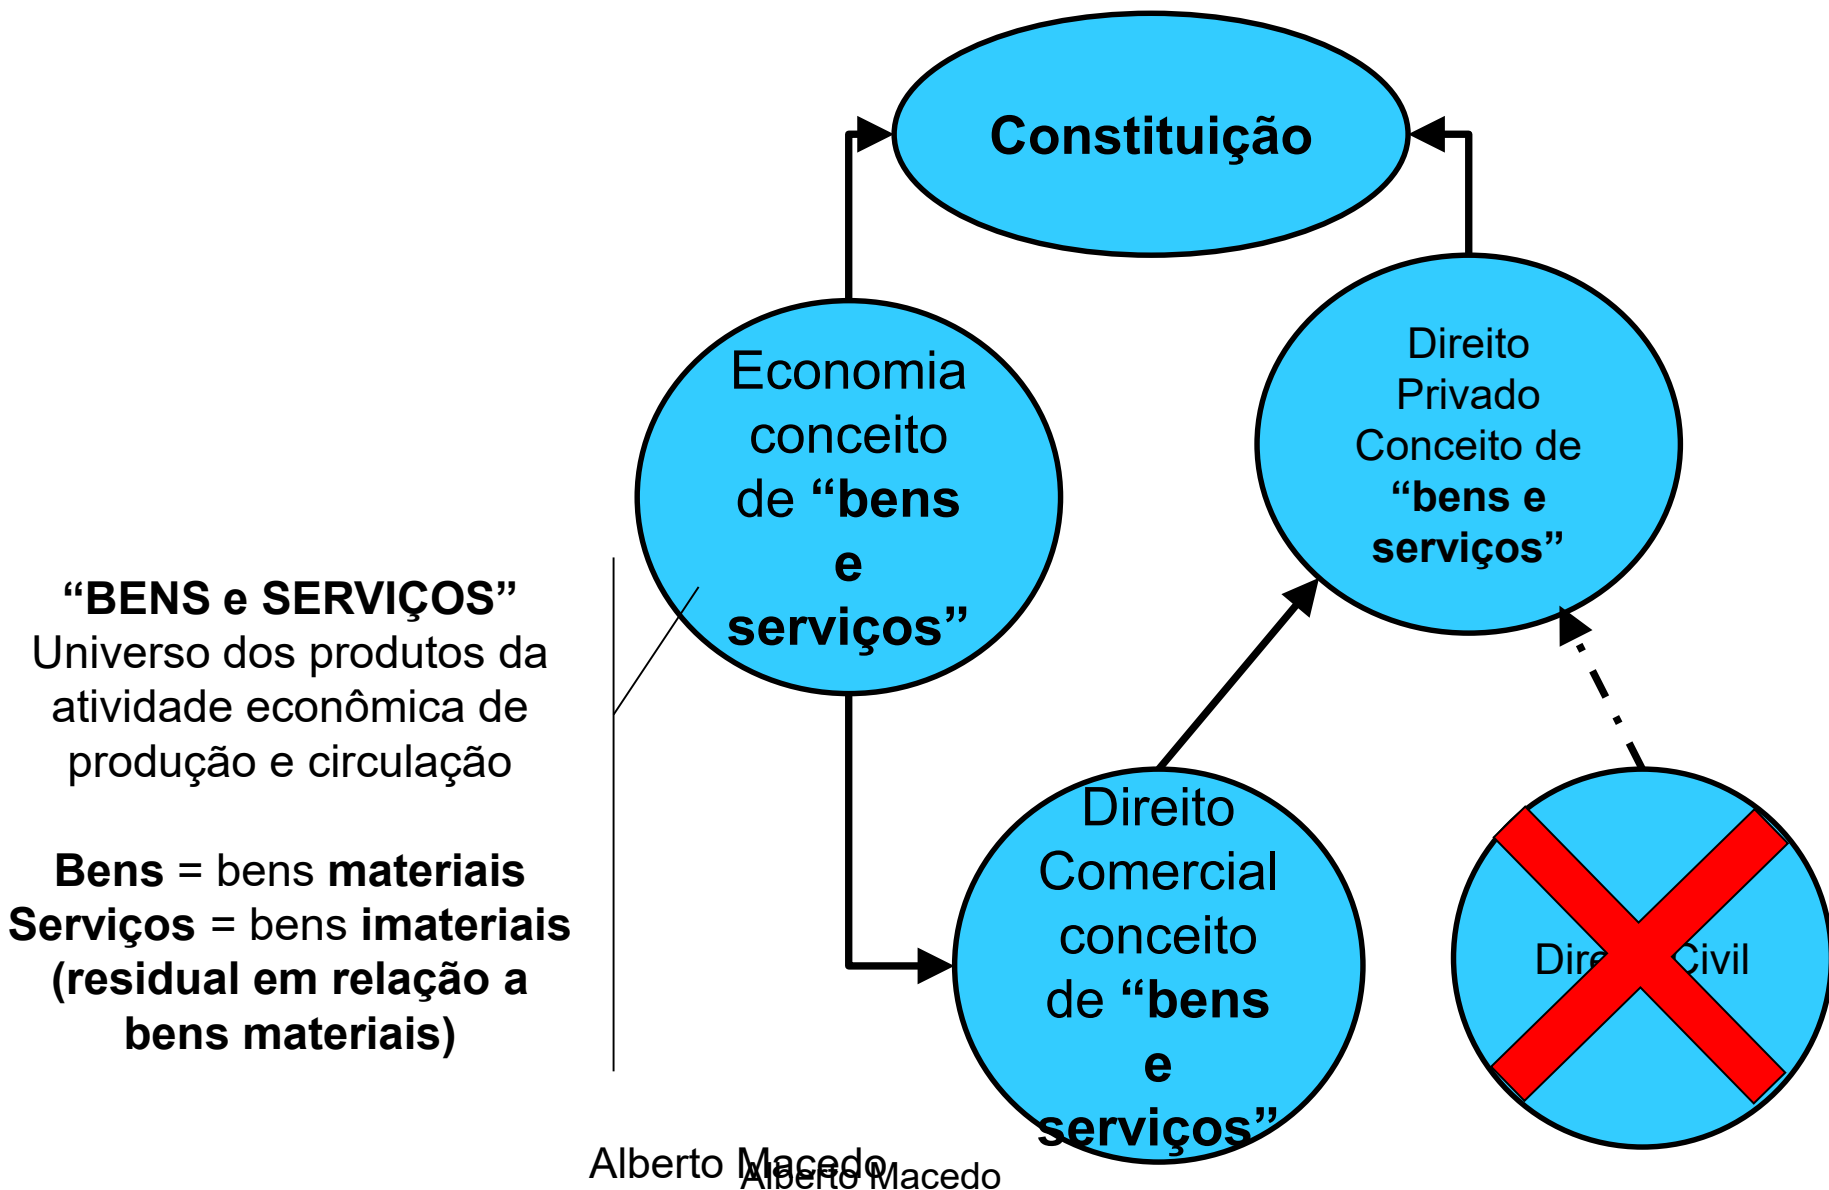 Constituição
Economia
conceito
de “bens
e
serviços”
Direito
Privado
Conceito de
“bens e
serviços”
“BENS e SERVIÇOS”
Universo dos produtos da
atividade econômica de
produção e circulação
Bens = bens materiais
Serviços = bens imateriais
(residual em relação a
bens materiais)
Direito
Comercial
conceito
de “bens
e
serviços”
Direito Civil
Alberto Macedo
Alberto Macedo